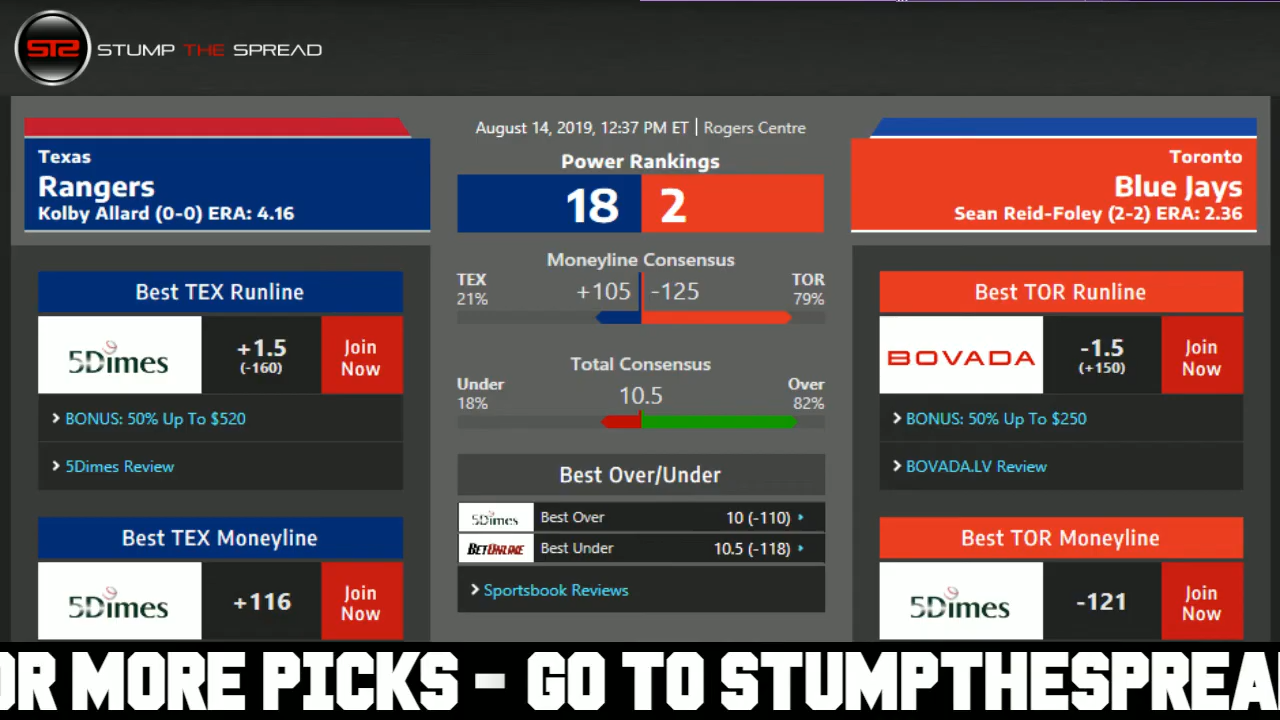 STS STUMP THE SPREAD
August 14, 2019, 12:37 PM ET | Rogers Centre
Texas
Rangers
Kolby Allard (0-0) ERA: 4.16
Power Rankings
18 2
Toronto
Blue Jays
Sean Reid-Foley (2-2) ERA: 2.36
Moneyline Consensus
TEX
21%
+105 -125
TOR
79%
Total Consensus
Under
18%
10.5
Over
82%
Best TEX Runline
5Dimes
+1.5
(-160)
Join
Now
BONUS: 50% Up To $520
5Dimes Review
Best TEX Moneyline
5Dimes
+116
Join
Now
Best Over/Under
5Dimes Best Over 10 (-110)
BETONLINE Best Under 10.5 (-118)
Sportsbook Reviews
Best TOR Runline
BOVADA
-1.5
(+150)
Join
Now
BONUS: 50% Up To $250
BOVADA.LV Review
Best TOR Moneyline
5Dimes
-121
Join
Now
OR MORE PICKS - GO TO STUMPTHESPREA